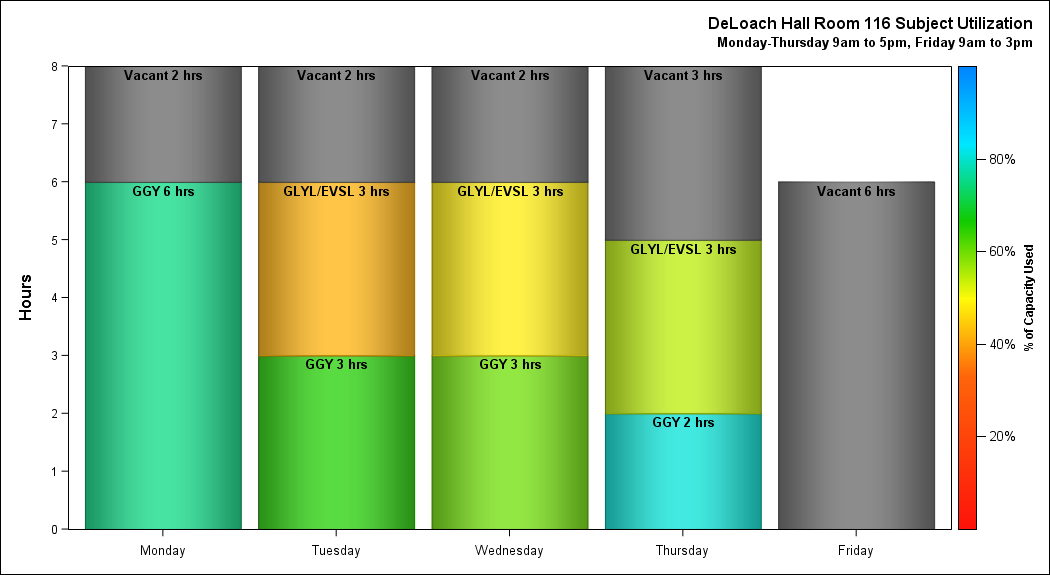 DeLoach Hall Room 116 Subject Utilization
Monday-Thursday 9am to 5pm, Friday 9am to 3pm
Hours
8
7
6
5
4
3
2
1
0
Vacant 2 hrs
GGY 6 hrs
Vacant 2 hrs
GLYL/EVSL 3 hrs
GGY 3 hrs
Vacant 2 hrs
GLYL/EVSL 3 hrs
GGY 3 hrs
Vacant 3 hrs
GLYL/EVSL 3 hrs
GGY 2 hrs
Vacant 6 hrs
Monday
Tuesday
Wednesday
Thursday
Friday
80%
60%
40%
20%
% of Capacity Used